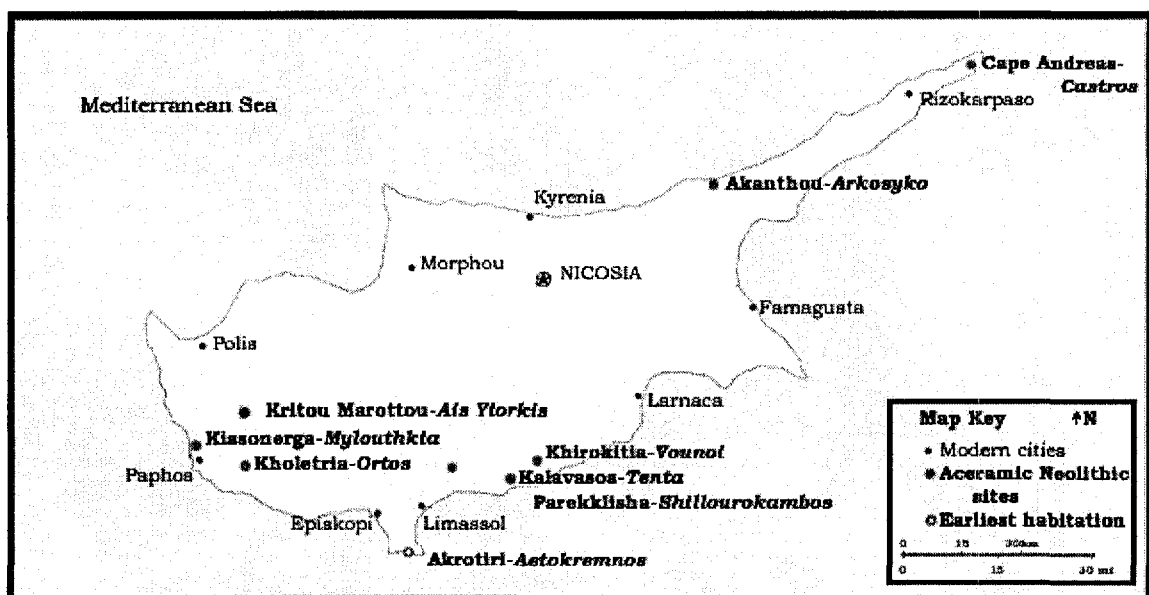 Cape Andreas-
Castros
Rizokarpaso
Mediterranean Sea
Akanthou-Arkosyko
Kyrenia
Morphou
NICOSIA
Famagusta
Polis
Larnaca
Kritou Marottou-Ais Ytorkis
Kissonerga-Mylouthkia
Kholetria-Ortos
Paphos
Khirokitia-Vounoi
Kalavasos-Tenta
Parekklisha-Shillourokambos
Episkopi
Limassol
Akrotiri-Aetokremnos
Map Key ↑N
Modern cities
Aceramic Neolithic
sites
Earliest habitation
0 15 30km
0 15 30 mi